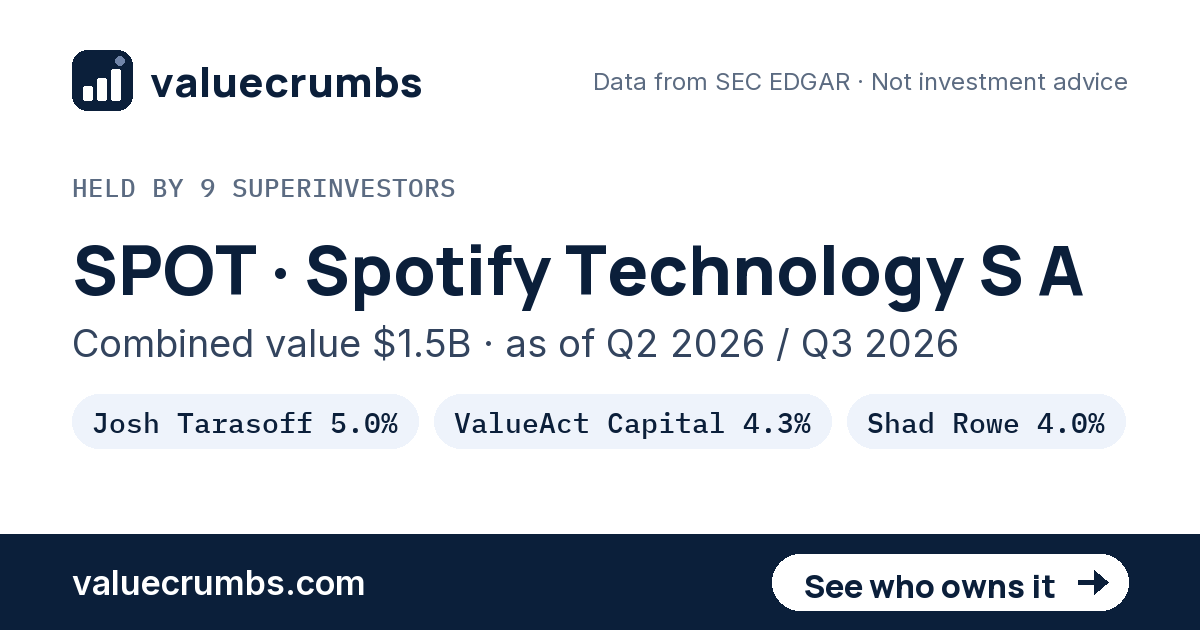 valuecrumbs
Data from SEC EDGAR · Not investment advice
HELD BY 9 SUPERINVESTORS
SPOT · Spotify Technology S A
Combined value $1.5B · as of Q2 2026 / Q3 2026
Josh Tarasoff 5.0%
ValueAct Capital 4.3%
Shad Rowe 4.0%
valuecrumbs.com
See who owns it →